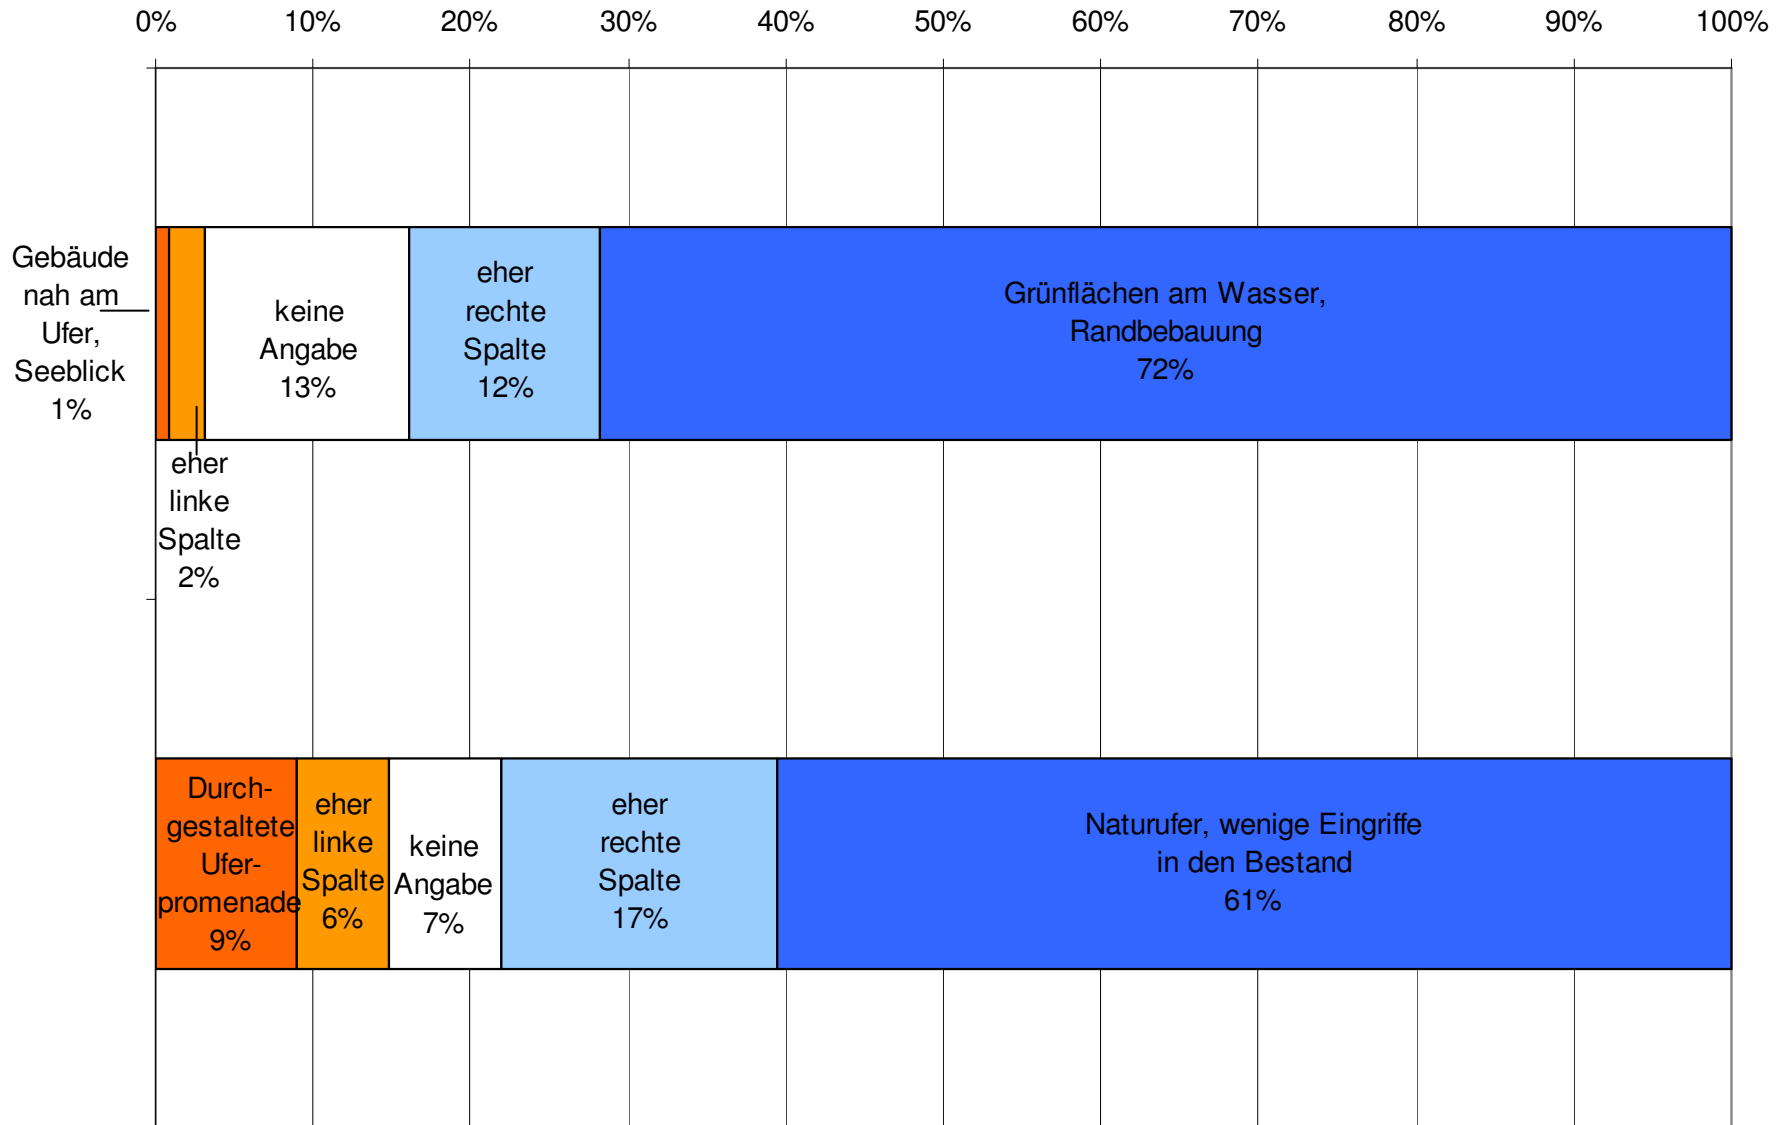 0% 10% 20% 30% 40% 50% 60% 70% 80% 90% 100%
Gebäude
nah am
Ufer,
Seeblick
1%
eher
linke
Spalte
2%
keine
Angabe
13%
eher
rechte
Spalte
12%
Grünflächen am Wasser,
Randbebauung
72%
Durch-
gestaltete
Ufer-
promenade
9%
eher
linke
Spalte
6%
keine
Angabe
7%
eher
rechte
Spalte
17%
Naturufer, wenige Eingriffe
in den Bestand
61%